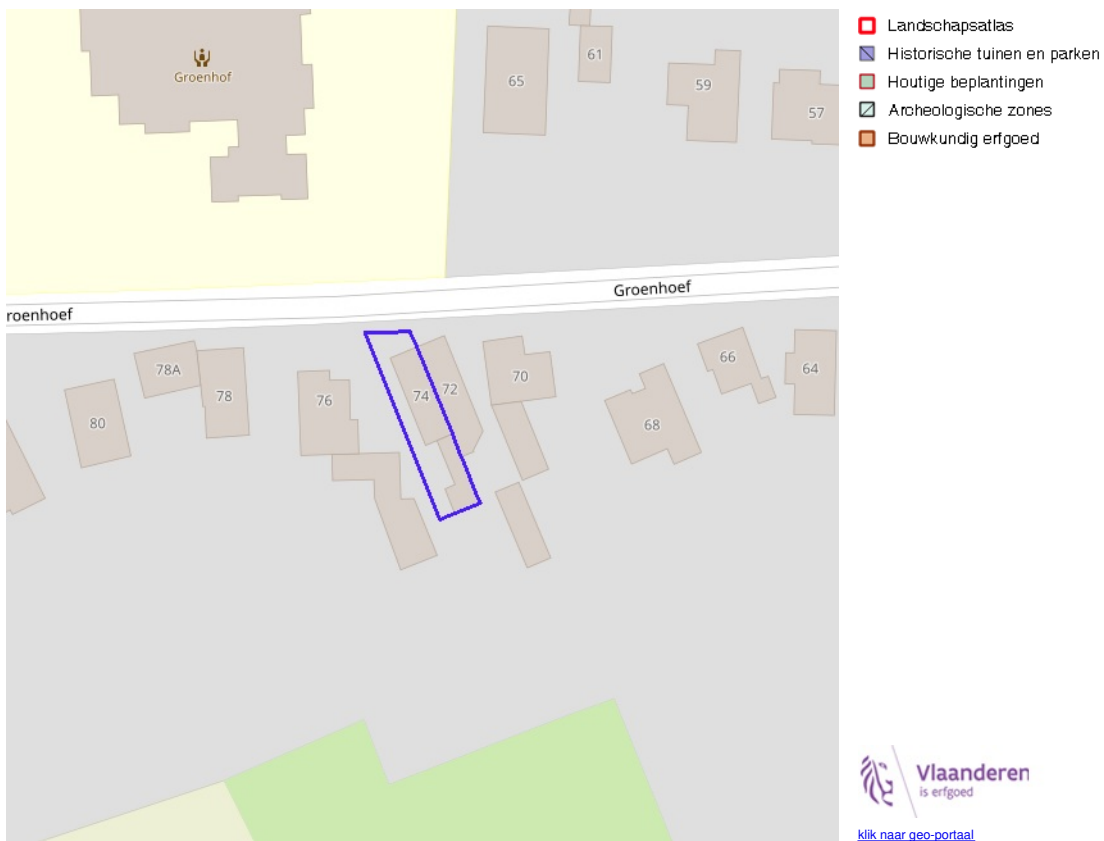 Groenhof
65
61
59
57
Groenhoef
roenhoef
78A
78
80
76
74
72
70
68
66
64
Landschapsatlas
Historische tuinen en parken
Houtige beplantingen
Archeologische zones
Bouwkundig erfgoed
Vlaanderen
is erfgoed
klik naar geo-portaal